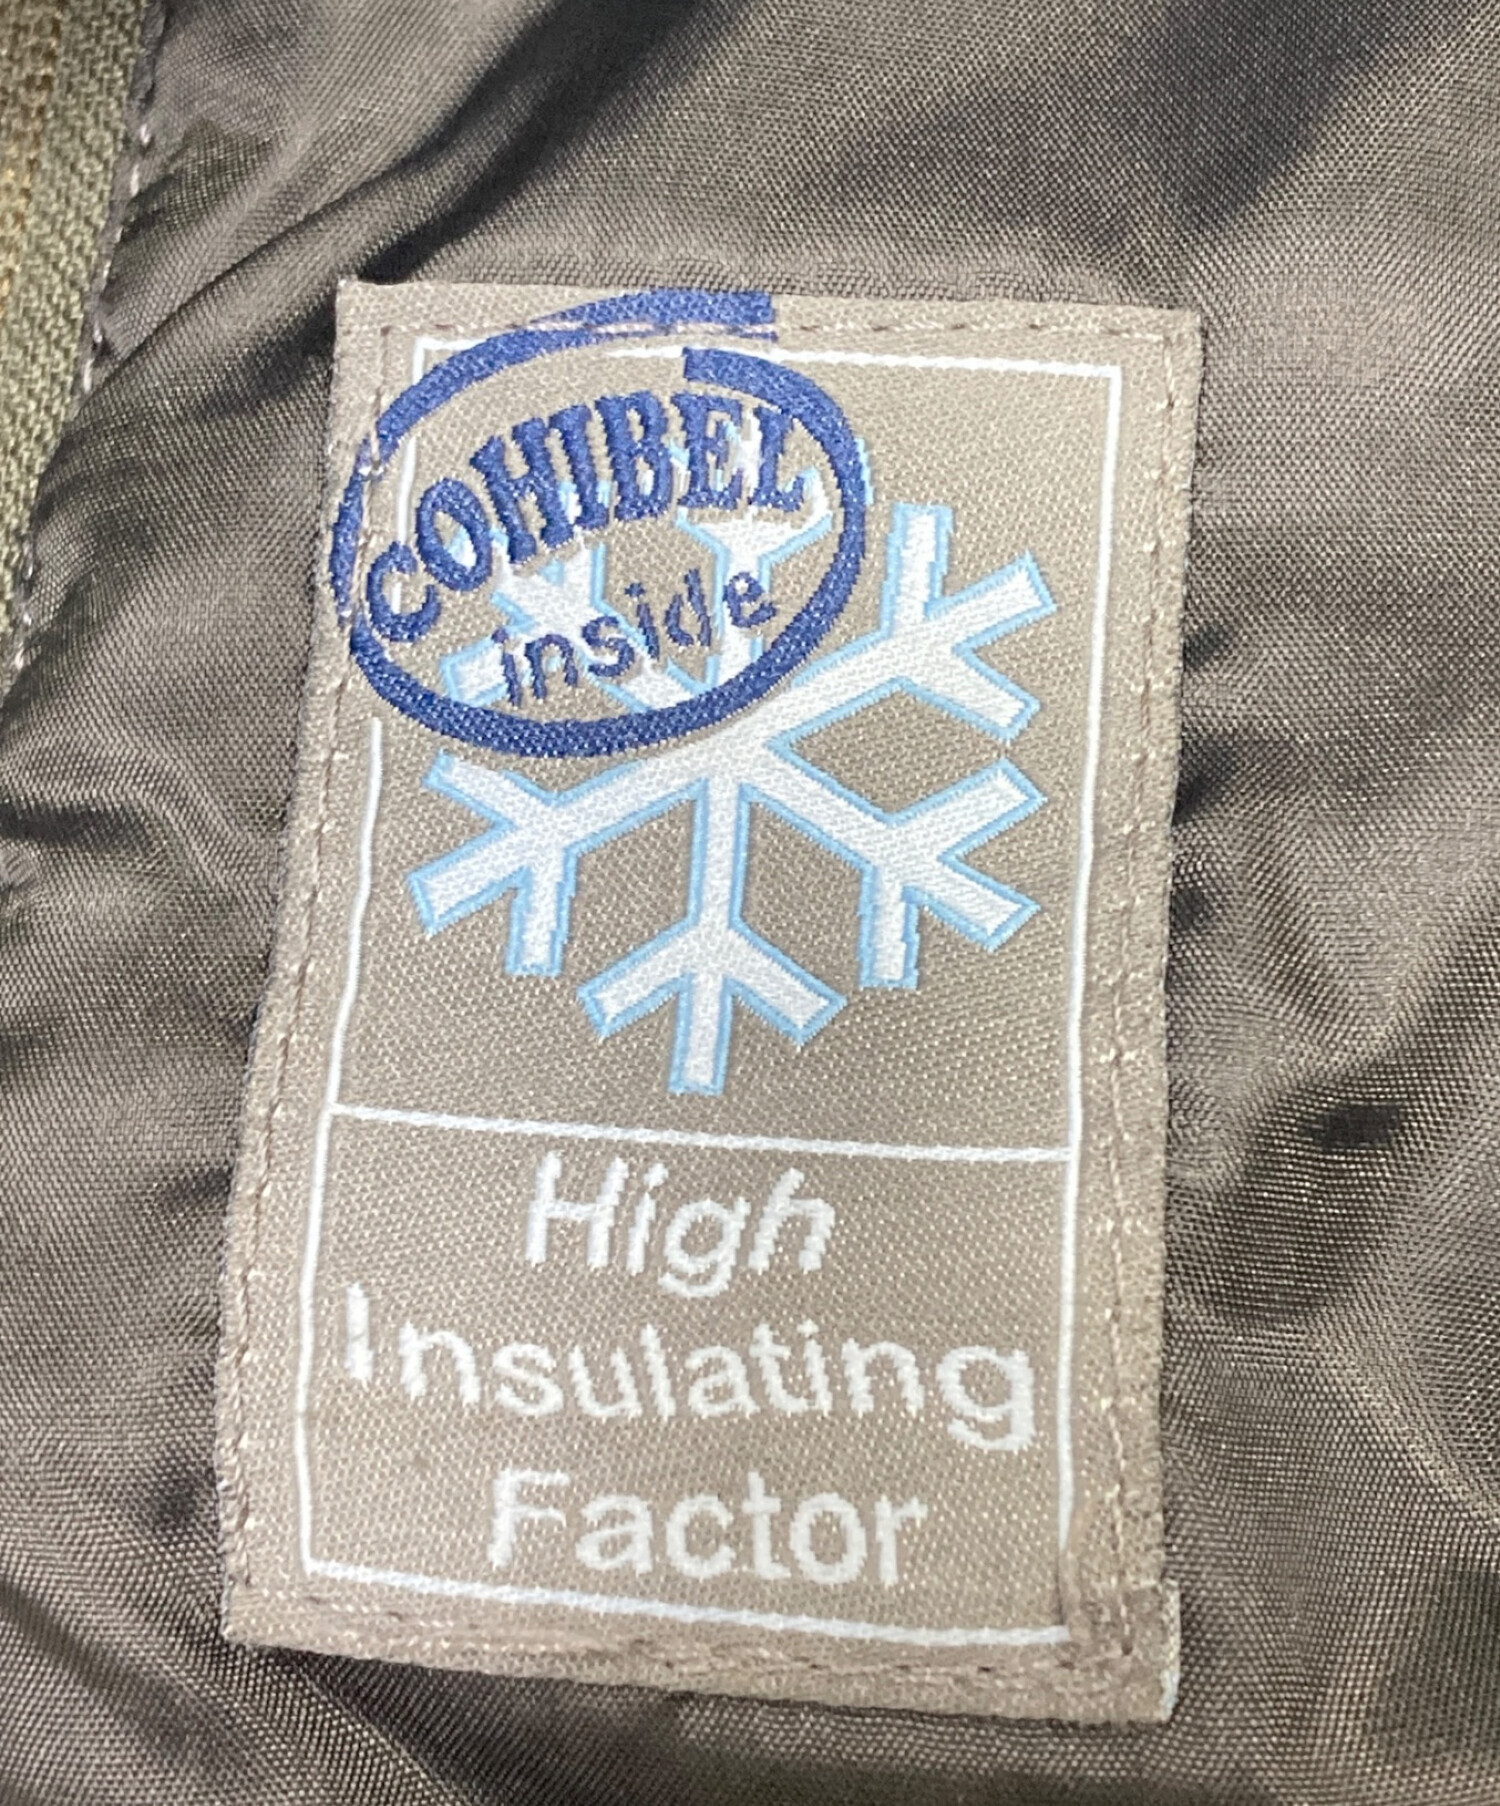 COHIBEL
inside
High
Insulating
Factor